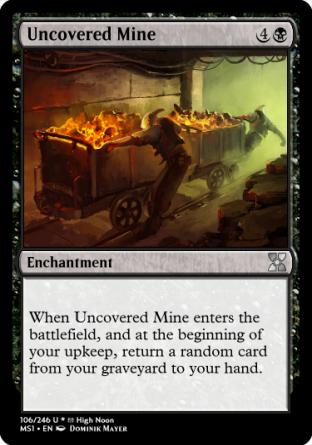 Uncovered Mine 4
Enchantment
When Uncovered Mine enters the
battlefield, and at the beginning of
your upkeep, return a random card
from your graveyard to your hand.
106/246 U * High Noon
MS1 • EN Dominik Mayer